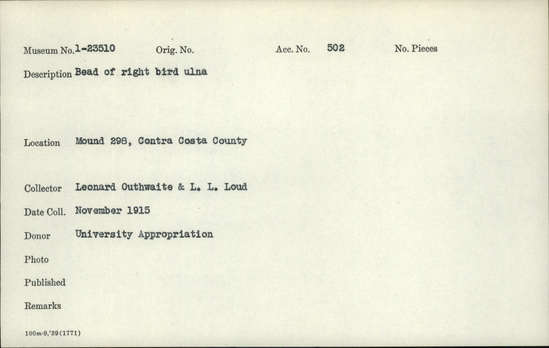 Museum No. 1-23510 Orig. No. Acc. No. 502 No. Pieces
Description Bead of right bird ulna
Location Mound 298, Contra Costa County
Collector Leonard Outhwaite & L. L. Loud
Date Coll. November 1915
Donor University Appropriation
Photo
Published
Remarks
100m-9,'39(1771)